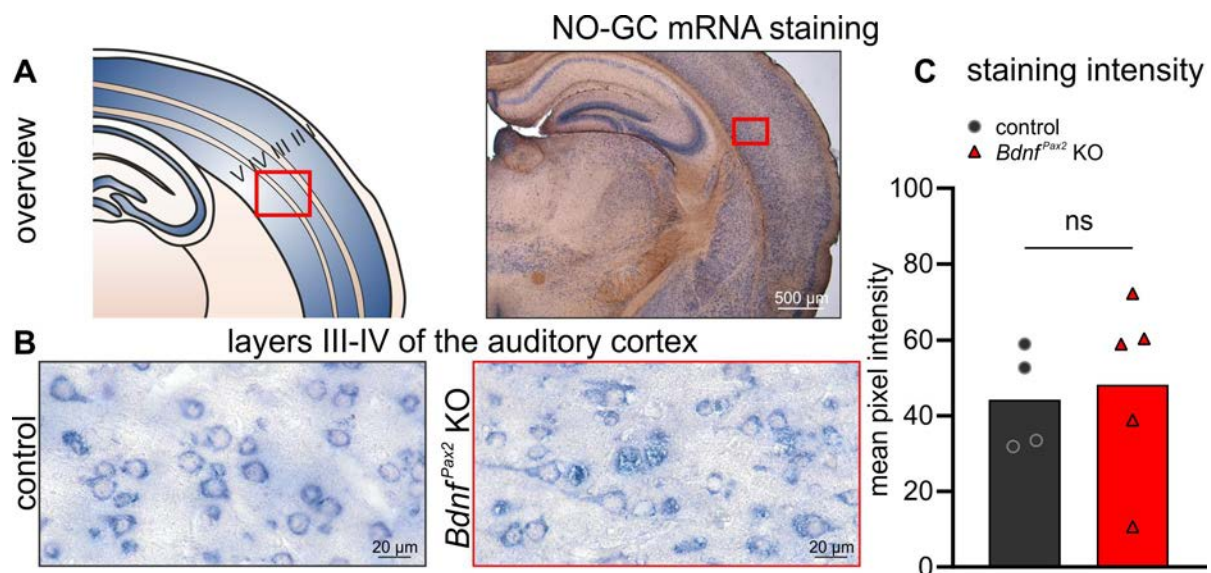 NO-GC mRNA staining
A
overview
V IV III II I
500 µm
B
layers III-IV of the auditory cortex
control
20 µm
Bdnf^Pax2 KO
20 µm
C
staining intensity
control
Bdnf^Pax2 KO
mean pixel intensity
100
80
60
40
20
0
ns